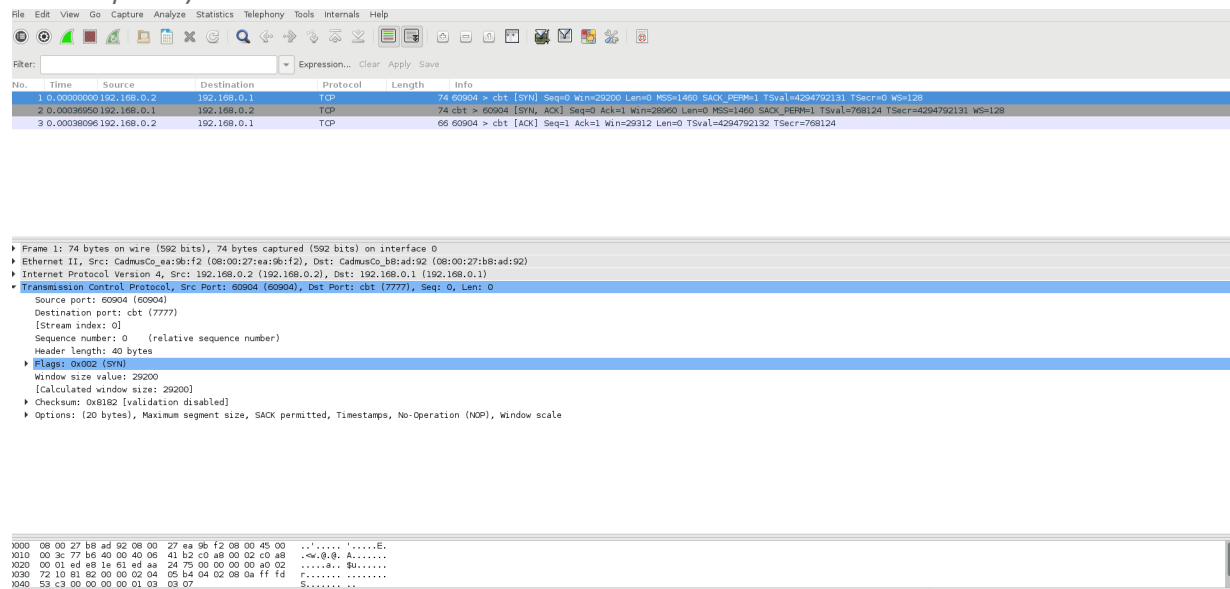 File Edit View Go Capture Analyze Statistics Telephony Tools Internals Help
Filter: Expression... Clear Apply Save
No. Time Source Destination Protocol Length Info
1 0.00000000 192.168.0.2 192.168.0.1 TCP 74 60904 > cbt [SYN] Seq=0 Win=29200 Len=0 MSS=1460 SACK_PERM=1 TSval=4294792131 TSecr=0 WS=128
2 0.00036950 192.168.0.1 192.168.0.2 TCP 74 cbt > 60904 [SYN, ACK] Seq=0 Ack=1 Win=28960 Len=0 MSS=1460 SACK_PERM=1 TSval=768124 TSecr=4294792131 WS=128
3 0.00038096 192.168.0.2 192.168.0.1 TCP 66 60904 > cbt [ACK] Seq=1 Ack=1 Win=29312 Len=0 TSval=4294792132 TSecr=768124
Frame 1: 74 bytes on wire (592 bits), 74 bytes captured (592 bits) on interface 0
Ethernet II, Src: CadmusCo_ea:9b:f2 (08:00:27:ea:9b:f2), Dst: CadmusCo_b8:ad:92 (08:00:27:b8:ad:92)
Internet Protocol Version 4, Src: 192.168.0.2 (192.168.0.2), Dst: 192.168.0.1 (192.168.0.1)
Transmission Control Protocol, Src Port: 60904 (60904), Dst Port: cbt (7777), Seq: 0, Len: 0
Source port: 60904 (60904)
Destination port: cbt (7777)
[Stream index: 0]
Sequence number: 0 (relative sequence number)
Header length: 40 bytes
Flags: 0x002 (SYN)
Window size value: 29200
[Calculated window size: 29200]
Checksum: 0x8182 [validation disabled]
Options: (20 bytes), Maximum segment size, SACK permitted, Timestamps, No-Operation (NOP), Window scale
0000 08 00 27 b8 ad 92 08 00 27 ea 9b f2 08 00 45 00 ..'..... '.....E.
0010 00 3c 77 b6 40 00 40 06 41 b2 c0 a8 00 02 c0 a8 .<w.@.@. A.......
0020 00 01 ed e8 1e 61 ed aa 24 75 00 00 00 00 a0 02 .....a.. $u......
0030 72 10 81 82 00 00 02 04 05 b4 04 02 08 0a ff fd r....... ........
0040 53 c3 00 00 00 00 01 03 03 07 S....... ..